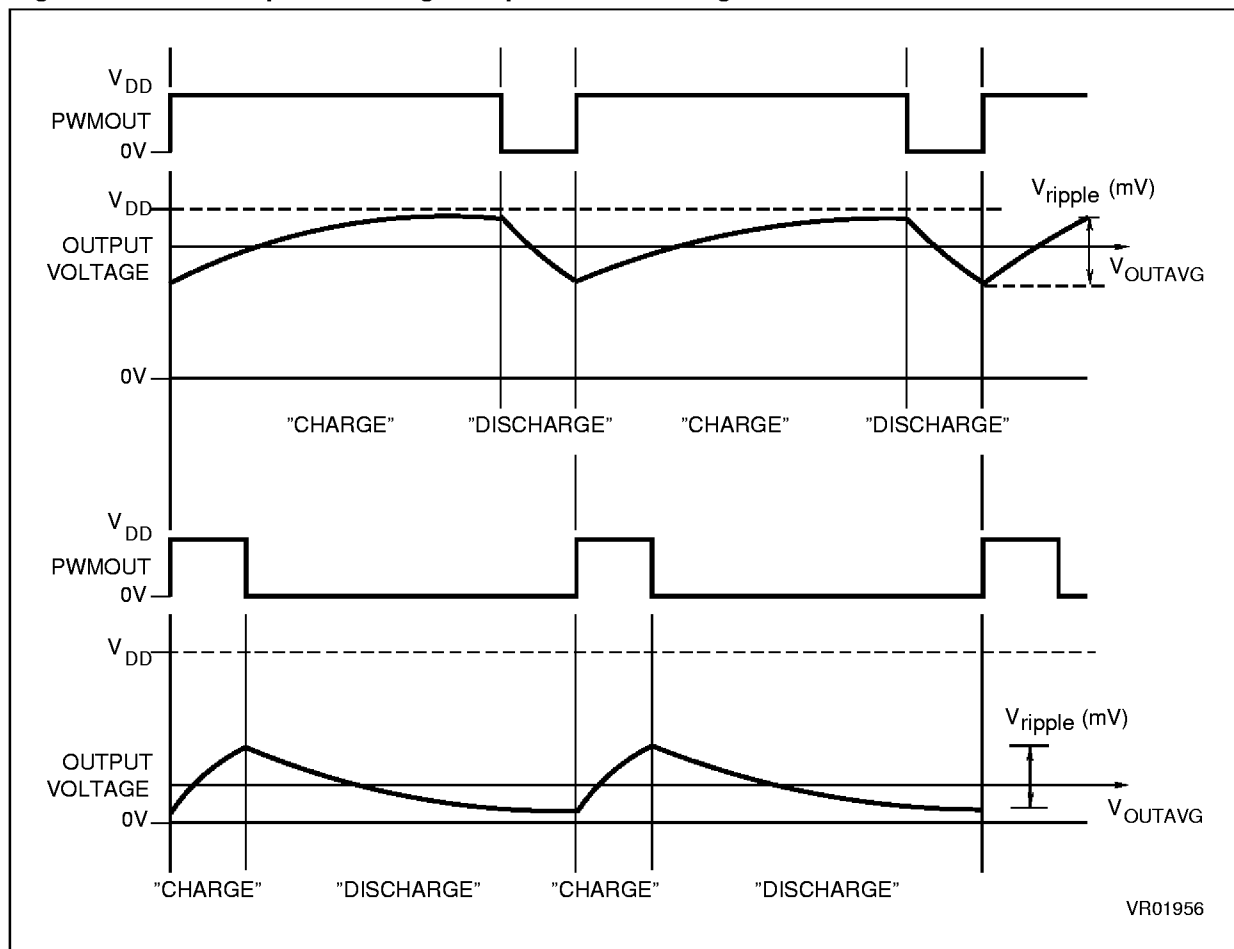 V DD
PWMOUT
0V
V DD
V ripple (mV)
OUTPUT
VOLTAGE
V OUTAVG
0V
"CHARGE" "DISCHARGE" "CHARGE" "DISCHARGE"
V DD
PWMOUT
0V
V DD
V ripple (mV)
OUTPUT
VOLTAGE
V OUTAVG
0V
"CHARGE" "DISCHARGE" "CHARGE" "DISCHARGE"
VR01956